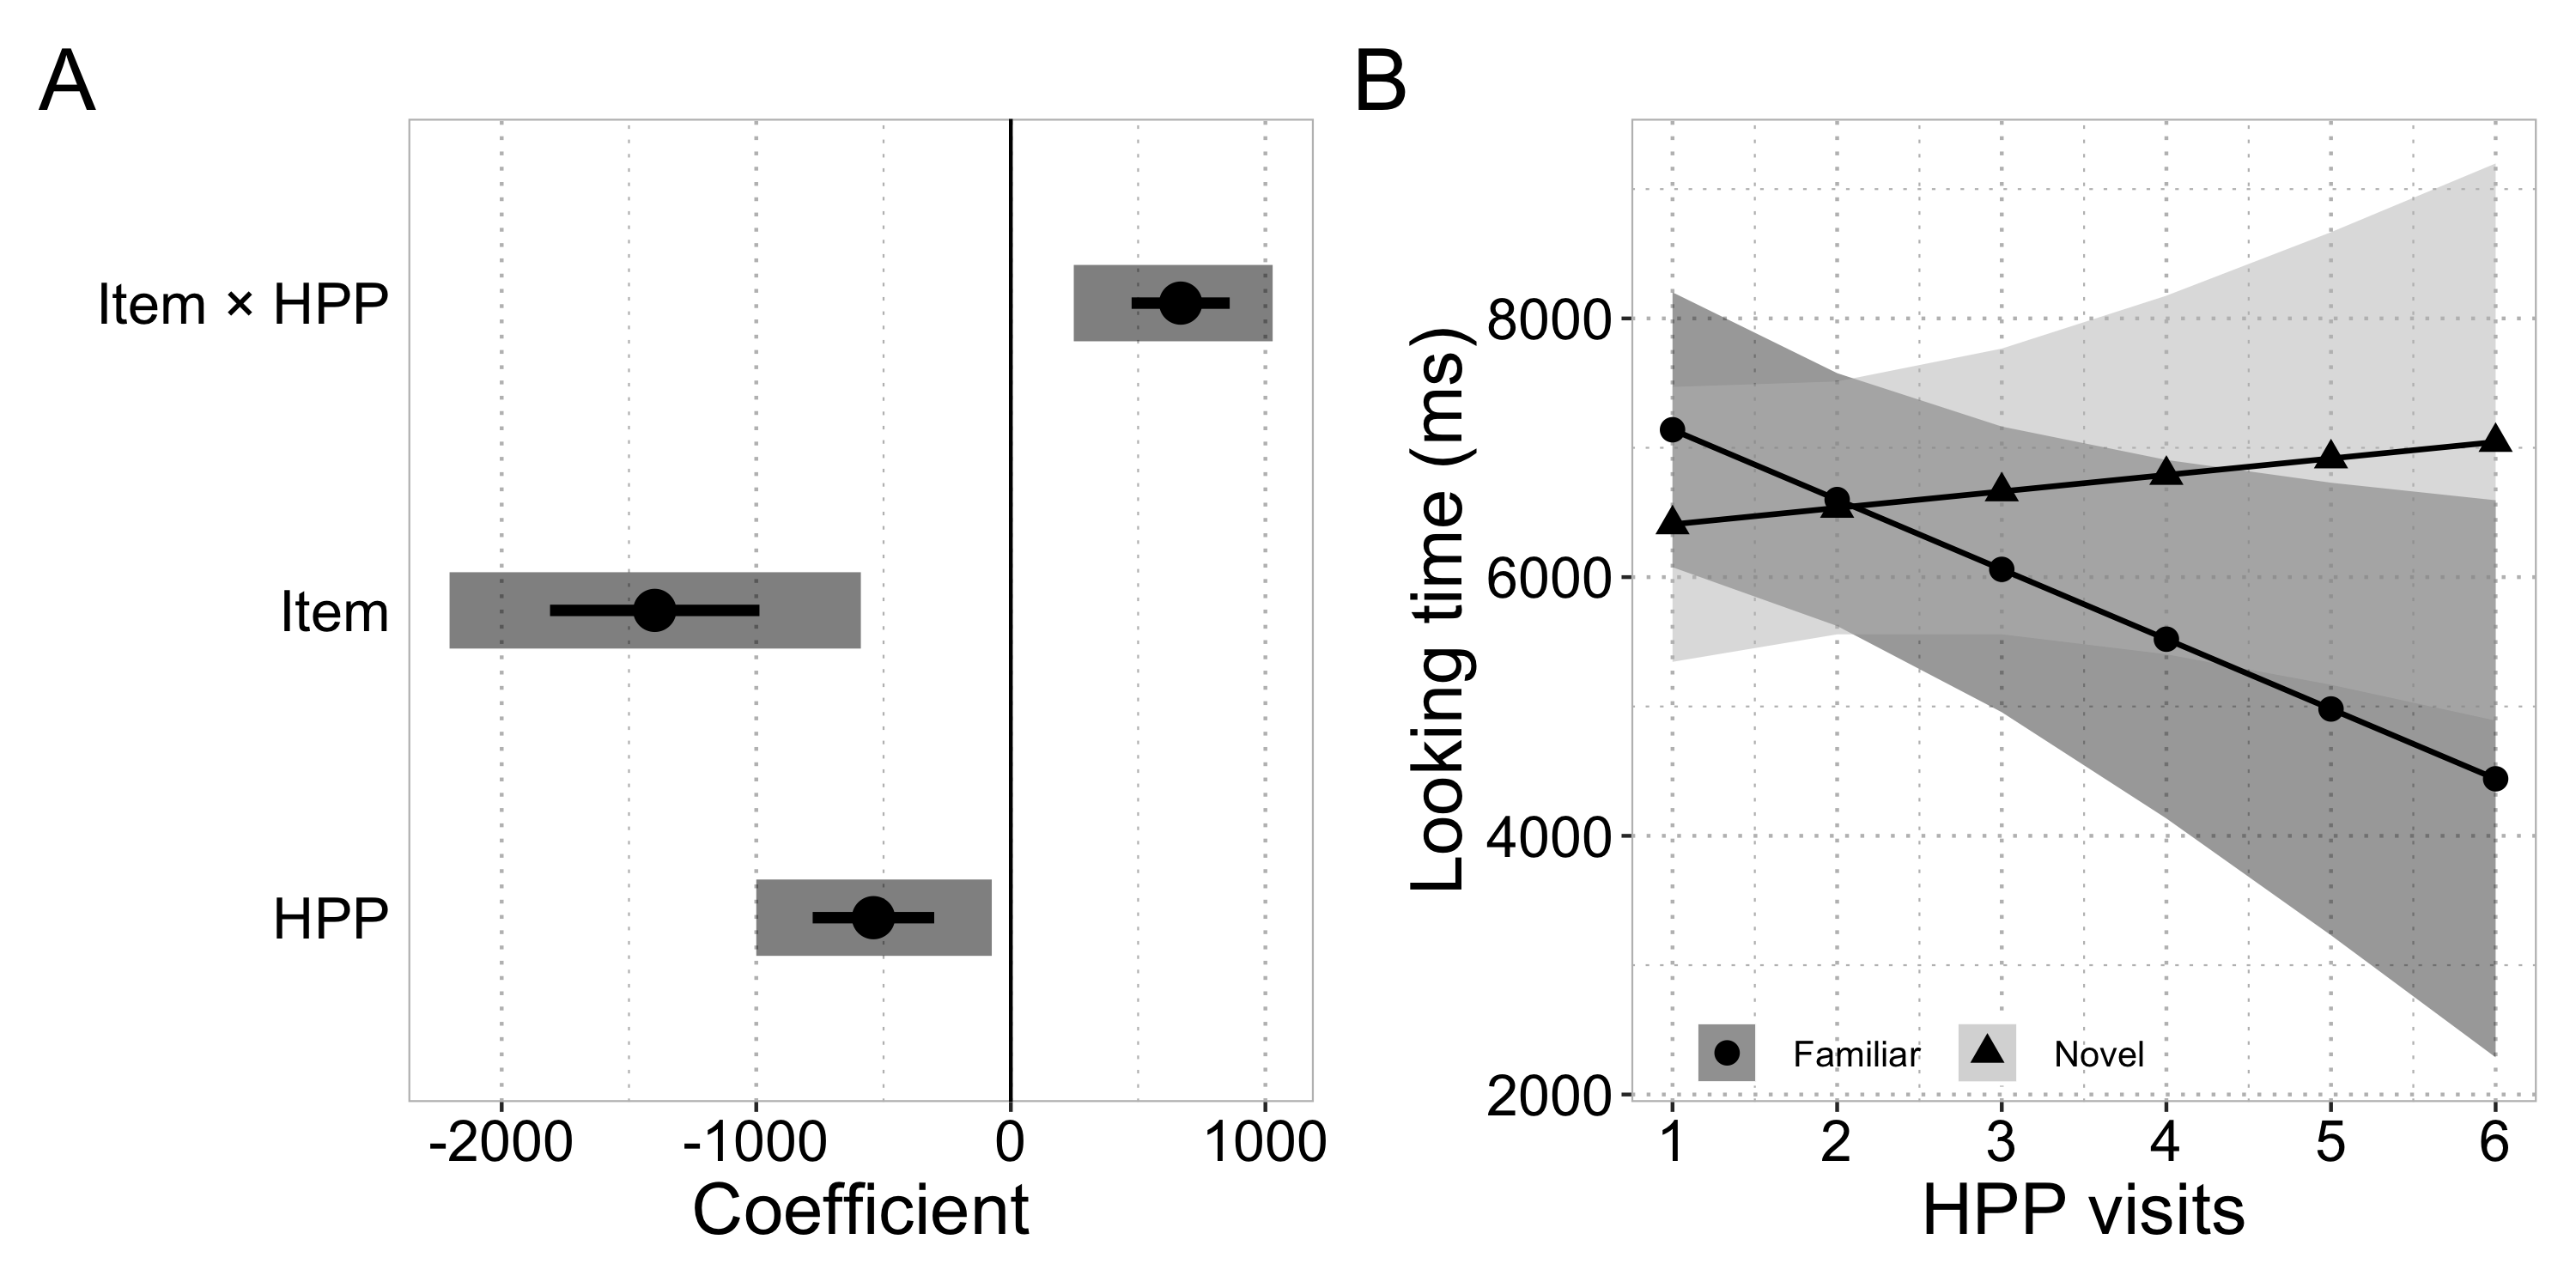 A
Item × HPP
Item
HPP
-2000 -1000 0 1000
Coefficient
B
Looking time (ms)
8000
6000
4000
2000
Familiar Novel
1 2 3 4 5 6
HPP visits